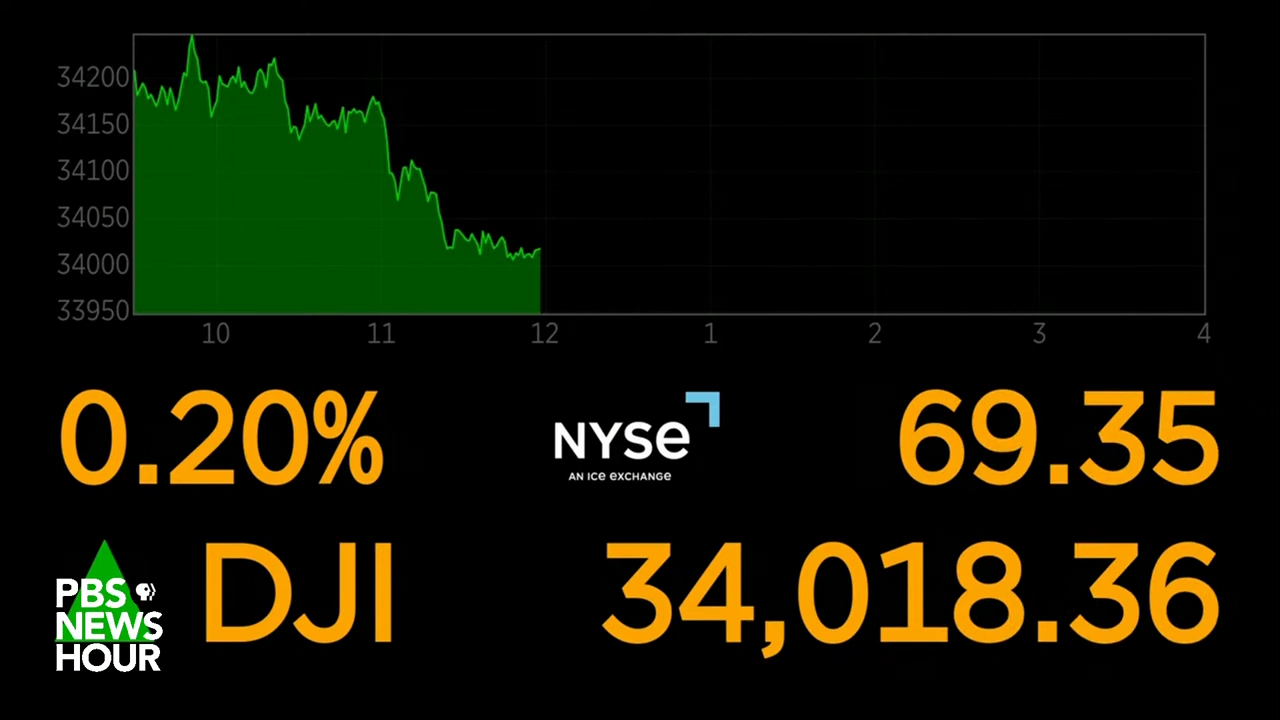 34200
34150
34100
34050
34000
33950
10 11 12 1 2 3 4
0.20% NYSE 69.35
AN ICE EXCHANGE
DJI 34,018.36
PBS
NEWS
HOUR